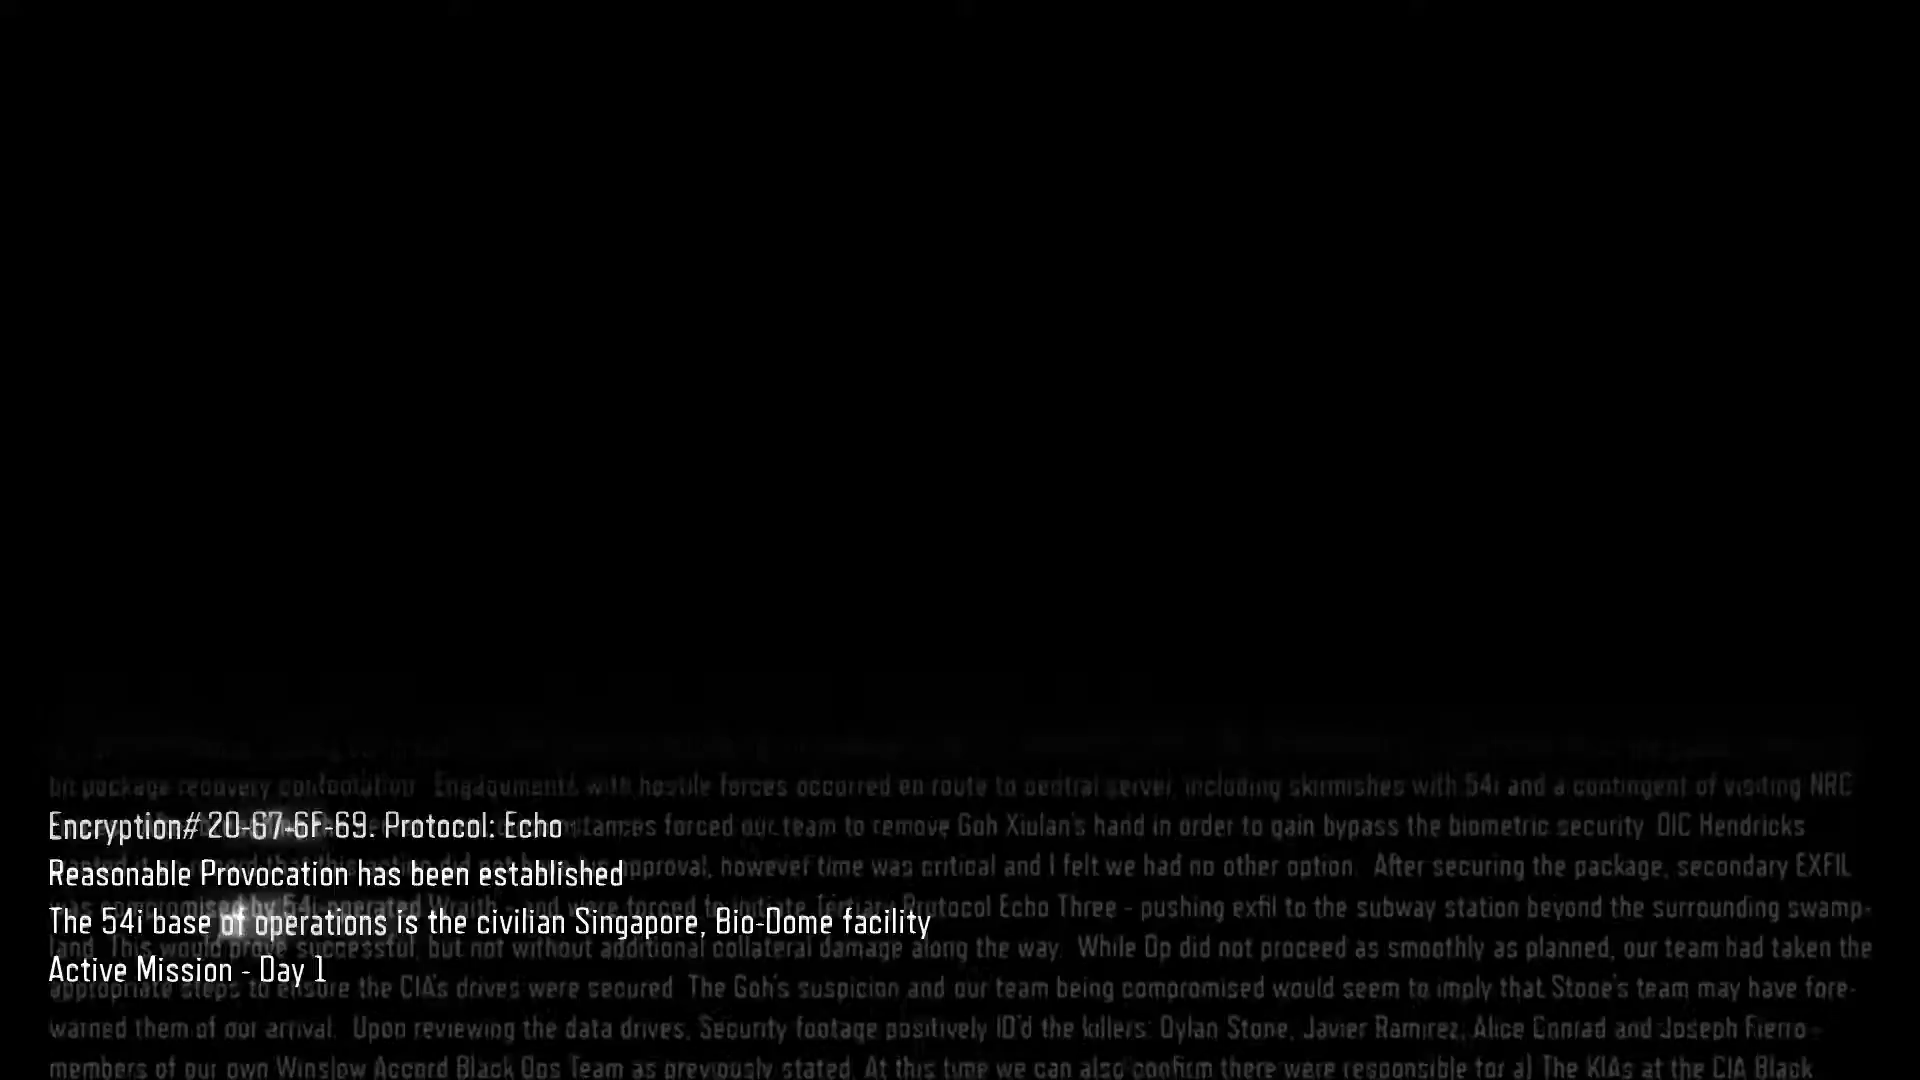 package recovery Engagements with hostile forces occurred en route to central server, including skirmishes with 54i and a contingent of visiting NRC
Encryption# 20-67-6F-69. Protocol: Echo
forced our team to remove Goh Xiulan's hand in order to gain bypass the biometric security OIC Hendricks
Reasonable Provocation has been established
approval, however time was critical and I felt we had no other option. After securing the package, secondary EXFIL
by 54i-operated Wraith - and were forced to initiate Tertiary Protocol Echo Three - pushing exfil to the subway station beyond the surrounding swamp-
The 54i base of operations is the civilian Singapore, Bio-Dome facility
land. This would prove successful, but not without additional collateral damage along the way. While Op did not proceed as smoothly as planned, our team had taken the
Active Mission - Day 1
appropriate steps to ensure the CIA's drives were secured. The Goh's suspicion and our team being compromised would seem to imply that Stone's team may have fore-
warned them of our arrival. Upon reviewing the data drives, Security footage positively ID'd the killers: Dylan Stone, Javier Ramirez, Alice Conrad and Joseph Fierro -
members of our own Winslow Accord Black Ops Team as previously stated. At this time we can also confirm there were responsible for a) The KIAs at the CIA Black